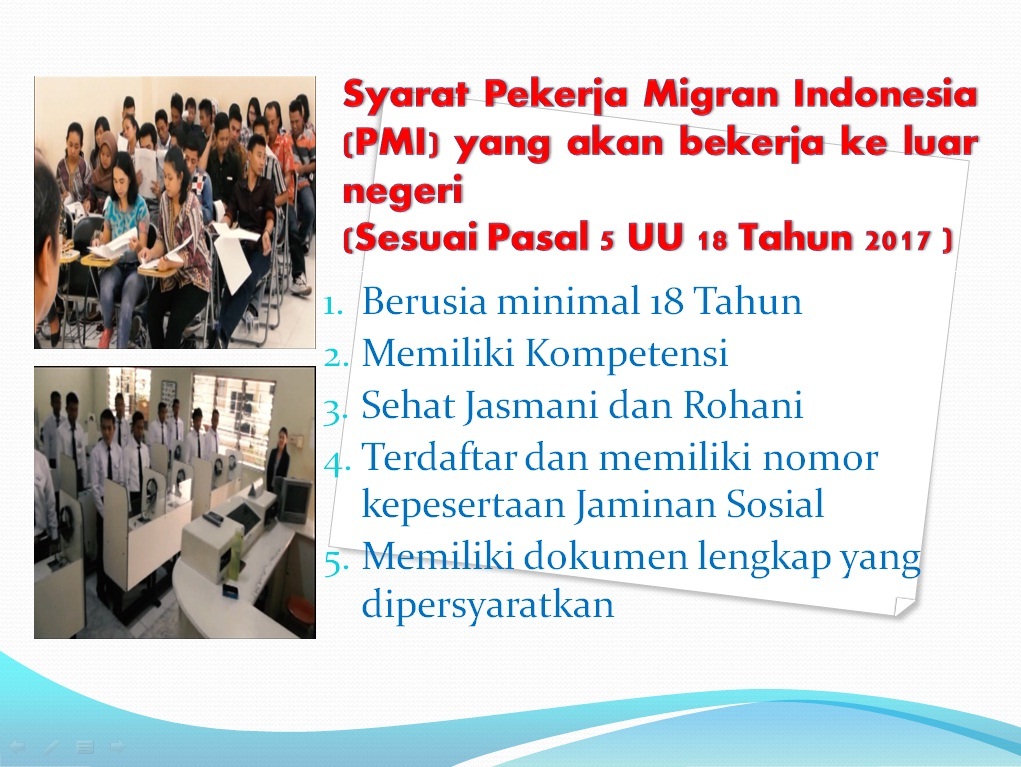 Syarat Pekerja Migran Indonesia
(PMI) yang akan bekerja ke luar
negeri
(Sesuai Pasal 5 UU 18 Tahun 2017 )
1. Berusia minimal 18 Tahun
2. Memiliki Kompetensi
3. Sehat Jasmani dan Rohani
4. Terdaftar dan memiliki nomor
kepesertaan Jaminan Sosial
5. Memiliki dokumen lengkap yang
dipersyaratkan